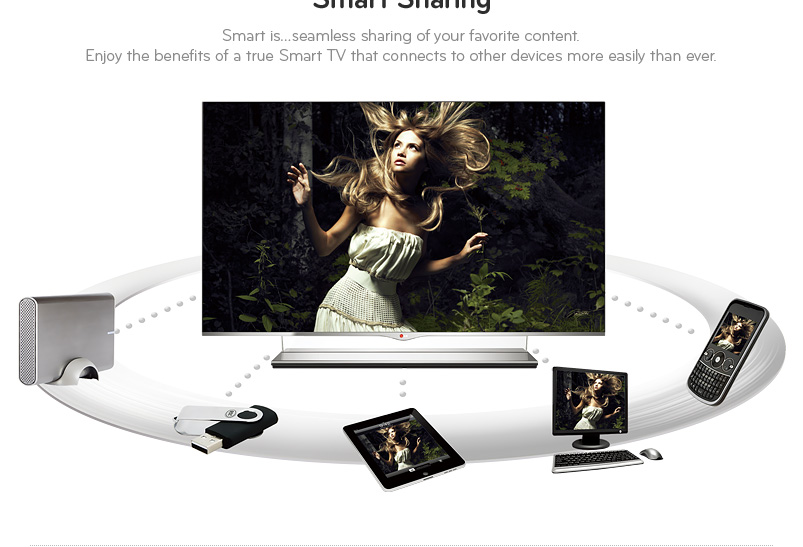 Smart Sharing
Smart is...seamless sharing of your favorite content.
Enjoy the benefits of a true Smart TV that connects to other devices more easily than ever.